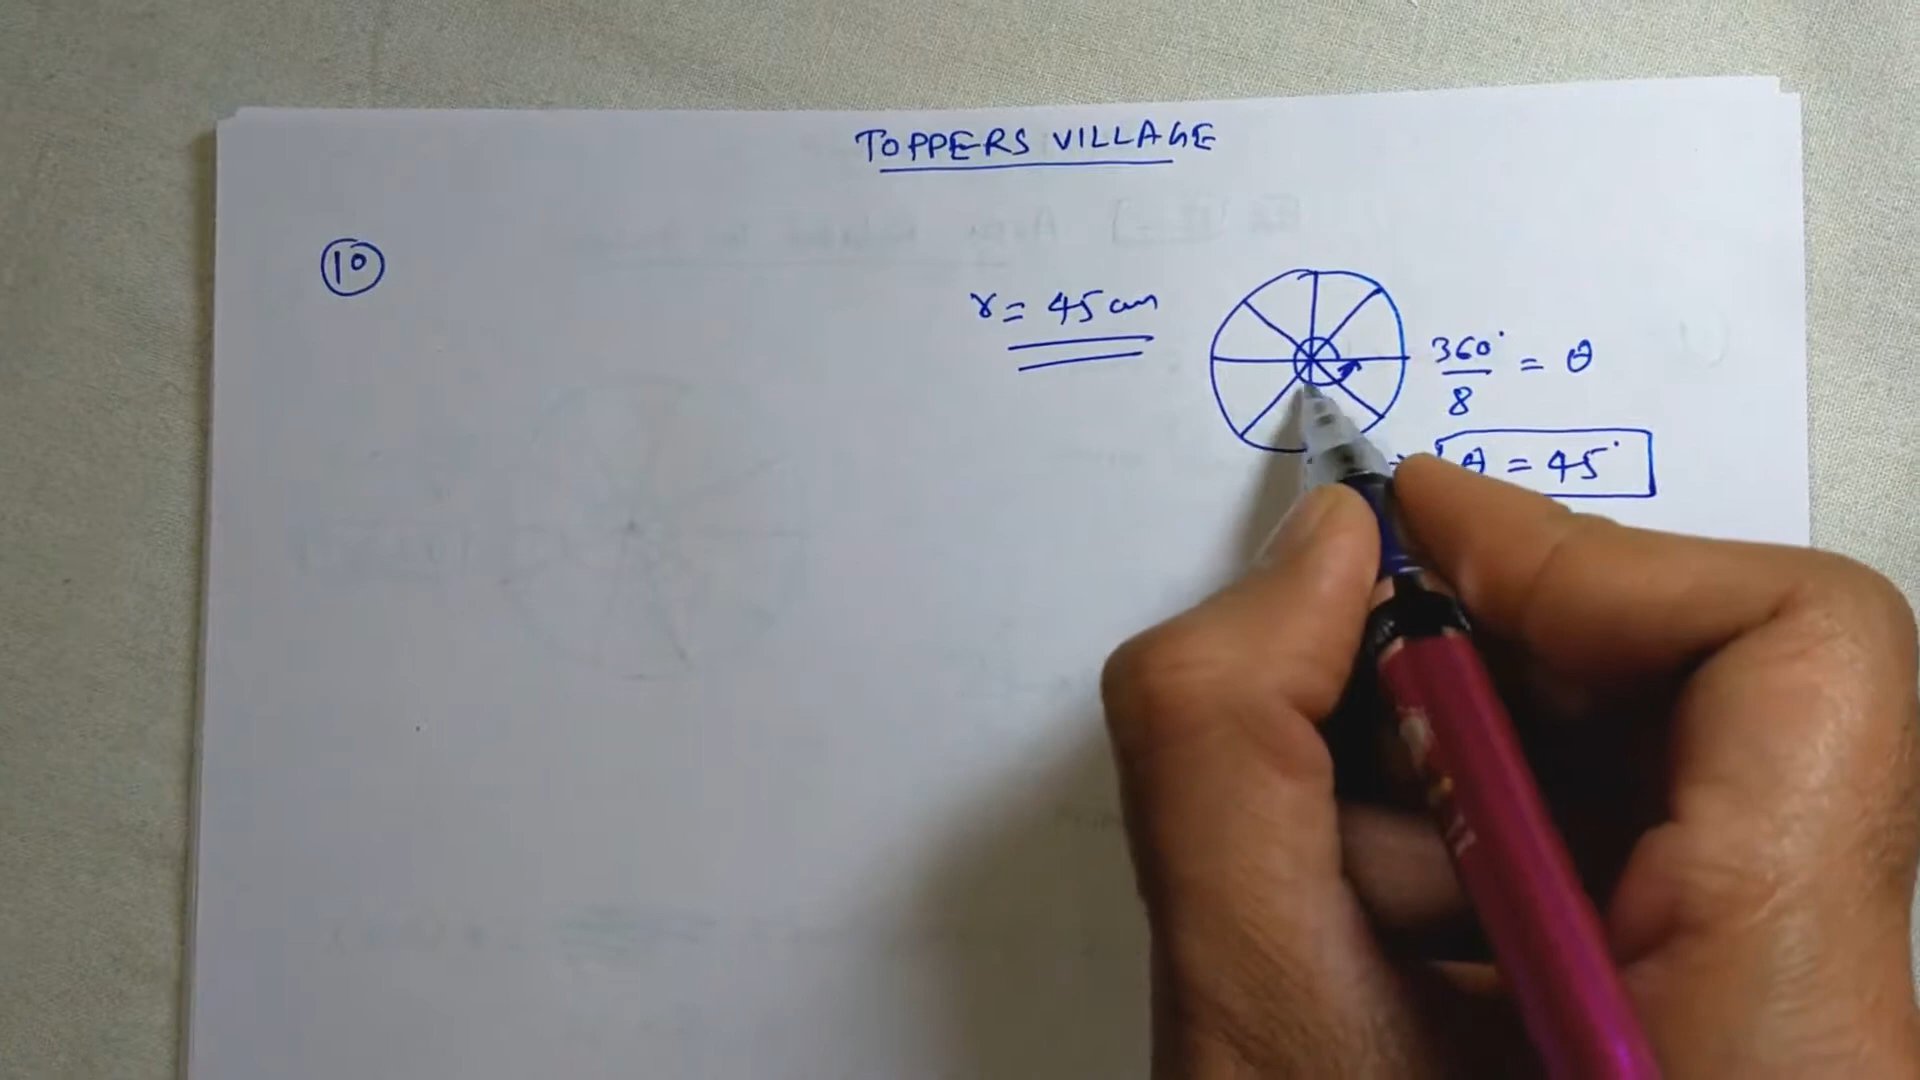 TOPPERS VILLAGE
10
r = 45 cm
360° / 8 = θ
θ = 45°